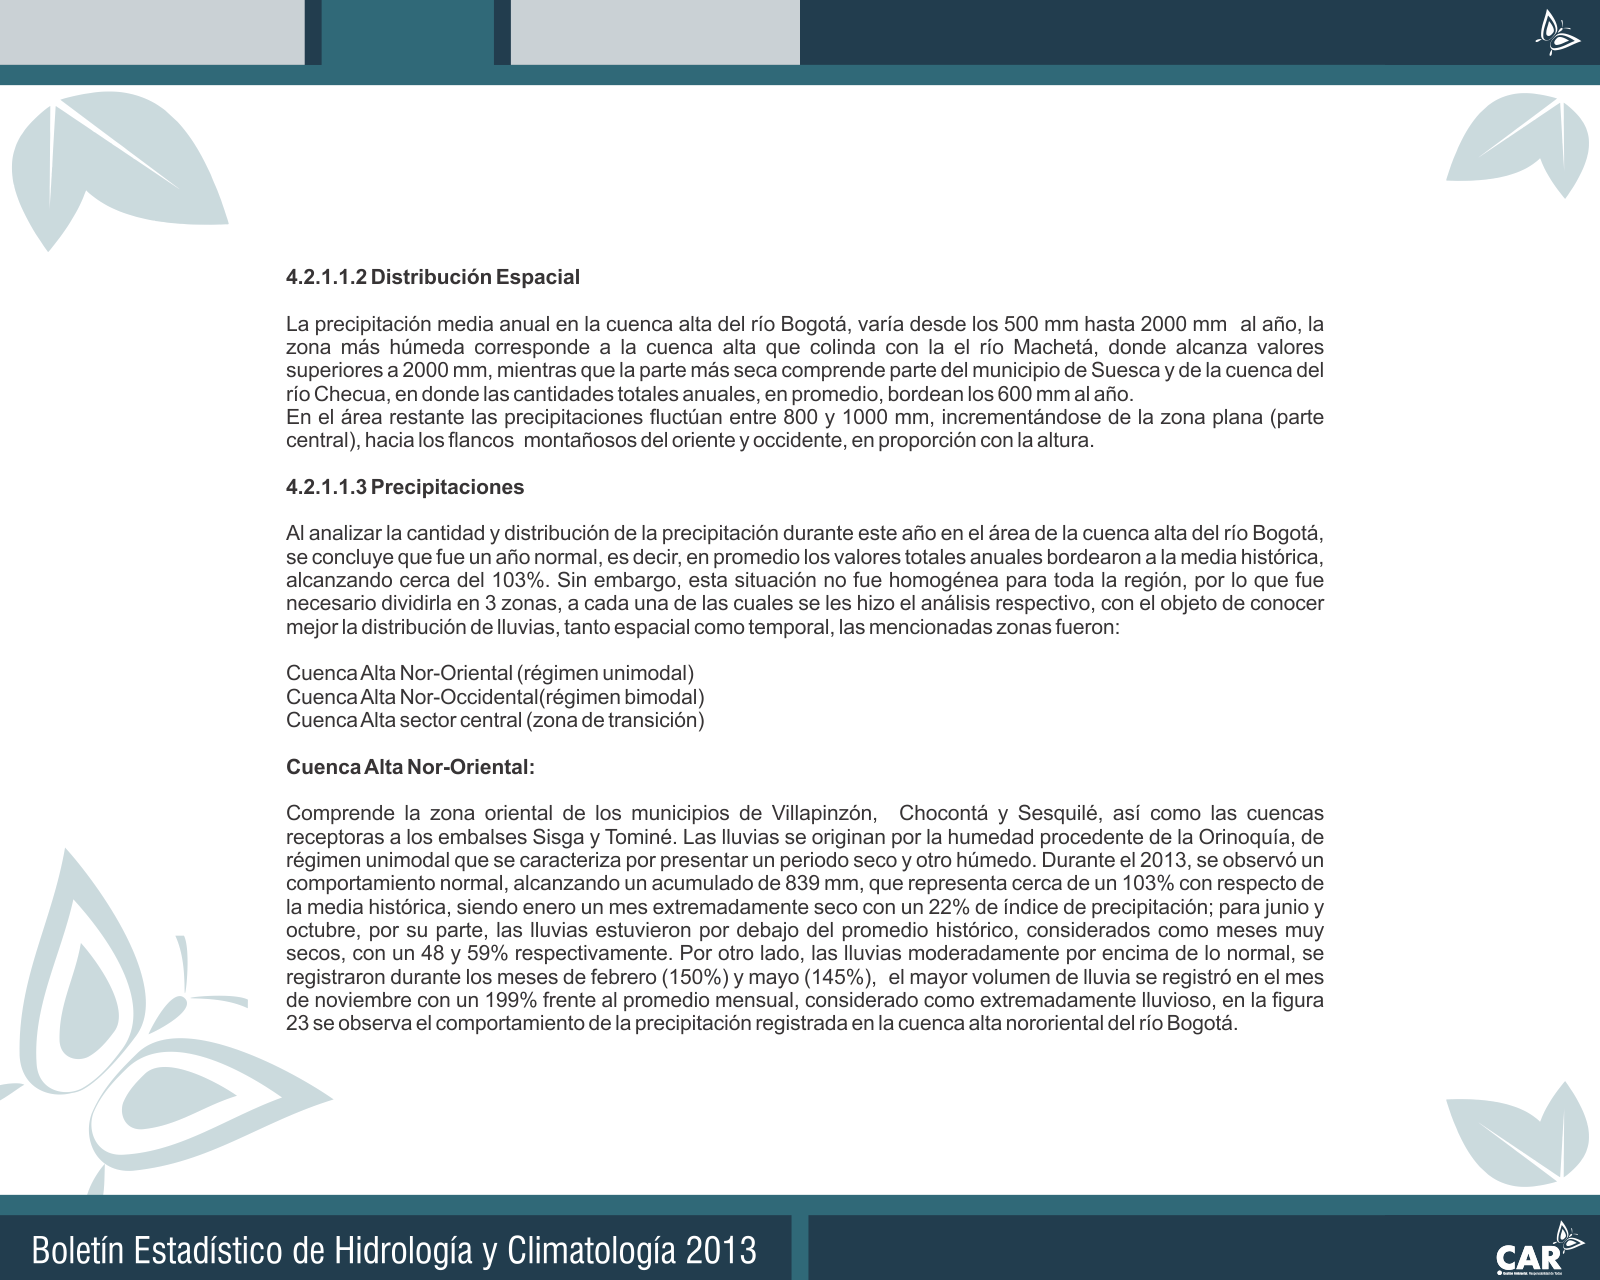 4.2.1.1.2 Distribución Espacial
La precipitación media anual en la cuenca alta del río Bogotá, varía desde los 500 mm hasta 2000 mm al año, la
zona más húmeda corresponde a la cuenca alta que colinda con la el río Machetá, donde alcanza valores
superiores a 2000 mm, mientras que la parte más seca comprende parte del municipio de Suesca y de la cuenca del
río Checua, en donde las cantidades totales anuales, en promedio, bordean los 600 mm al año.
En el área restante las precipitaciones fluctúan entre 800 y 1000 mm, incrementándose de la zona plana (parte
central), hacia los flancos montañosos del oriente y occidente, en proporción con la altura.
4.2.1.1.3 Precipitaciones
Al analizar la cantidad y distribución de la precipitación durante este año en el área de la cuenca alta del río Bogotá,
se concluye que fue un año normal, es decir, en promedio los valores totales anuales bordearon a la media histórica,
alcanzando cerca del 103%. Sin embargo, esta situación no fue homogénea para toda la región, por lo que fue
necesario dividirla en 3 zonas, a cada una de las cuales se les hizo el análisis respectivo, con el objeto de conocer
mejor la distribución de lluvias, tanto espacial como temporal, las mencionadas zonas fueron:
Cuenca Alta Nor-Oriental (régimen unimodal)
Cuenca Alta Nor-Occidental(régimen bimodal)
Cuenca Alta sector central (zona de transición)
Cuenca Alta Nor-Oriental:
Comprende la zona oriental de los municipios de Villapinzón, Chocontá y Sesquilé, así como las cuencas
receptoras a los embalses Sisga y Tominé. Las lluvias se originan por la humedad procedente de la Orinoquía, de
régimen unimodal que se caracteriza por presentar un periodo seco y otro húmedo. Durante el 2013, se observó un
comportamiento normal, alcanzando un acumulado de 839 mm, que representa cerca de un 103% con respecto de
la media histórica, siendo enero un mes extremadamente seco con un 22% de índice de precipitación; para junio y
octubre, por su parte, las lluvias estuvieron por debajo del promedio histórico, considerados como meses muy
secos, con un 48 y 59% respectivamente. Por otro lado, las lluvias moderadamente por encima de lo normal, se
registraron durante los meses de febrero (150%) y mayo (145%), el mayor volumen de lluvia se registró en el mes
de noviembre con un 199% frente al promedio mensual, considerado como extremadamente lluvioso, en la figura
23 se observa el comportamiento de la precipitación registrada en la cuenca alta nororiental del río Bogotá.
Boletín Estadístico de Hidrología y Climatología 2013
CAR